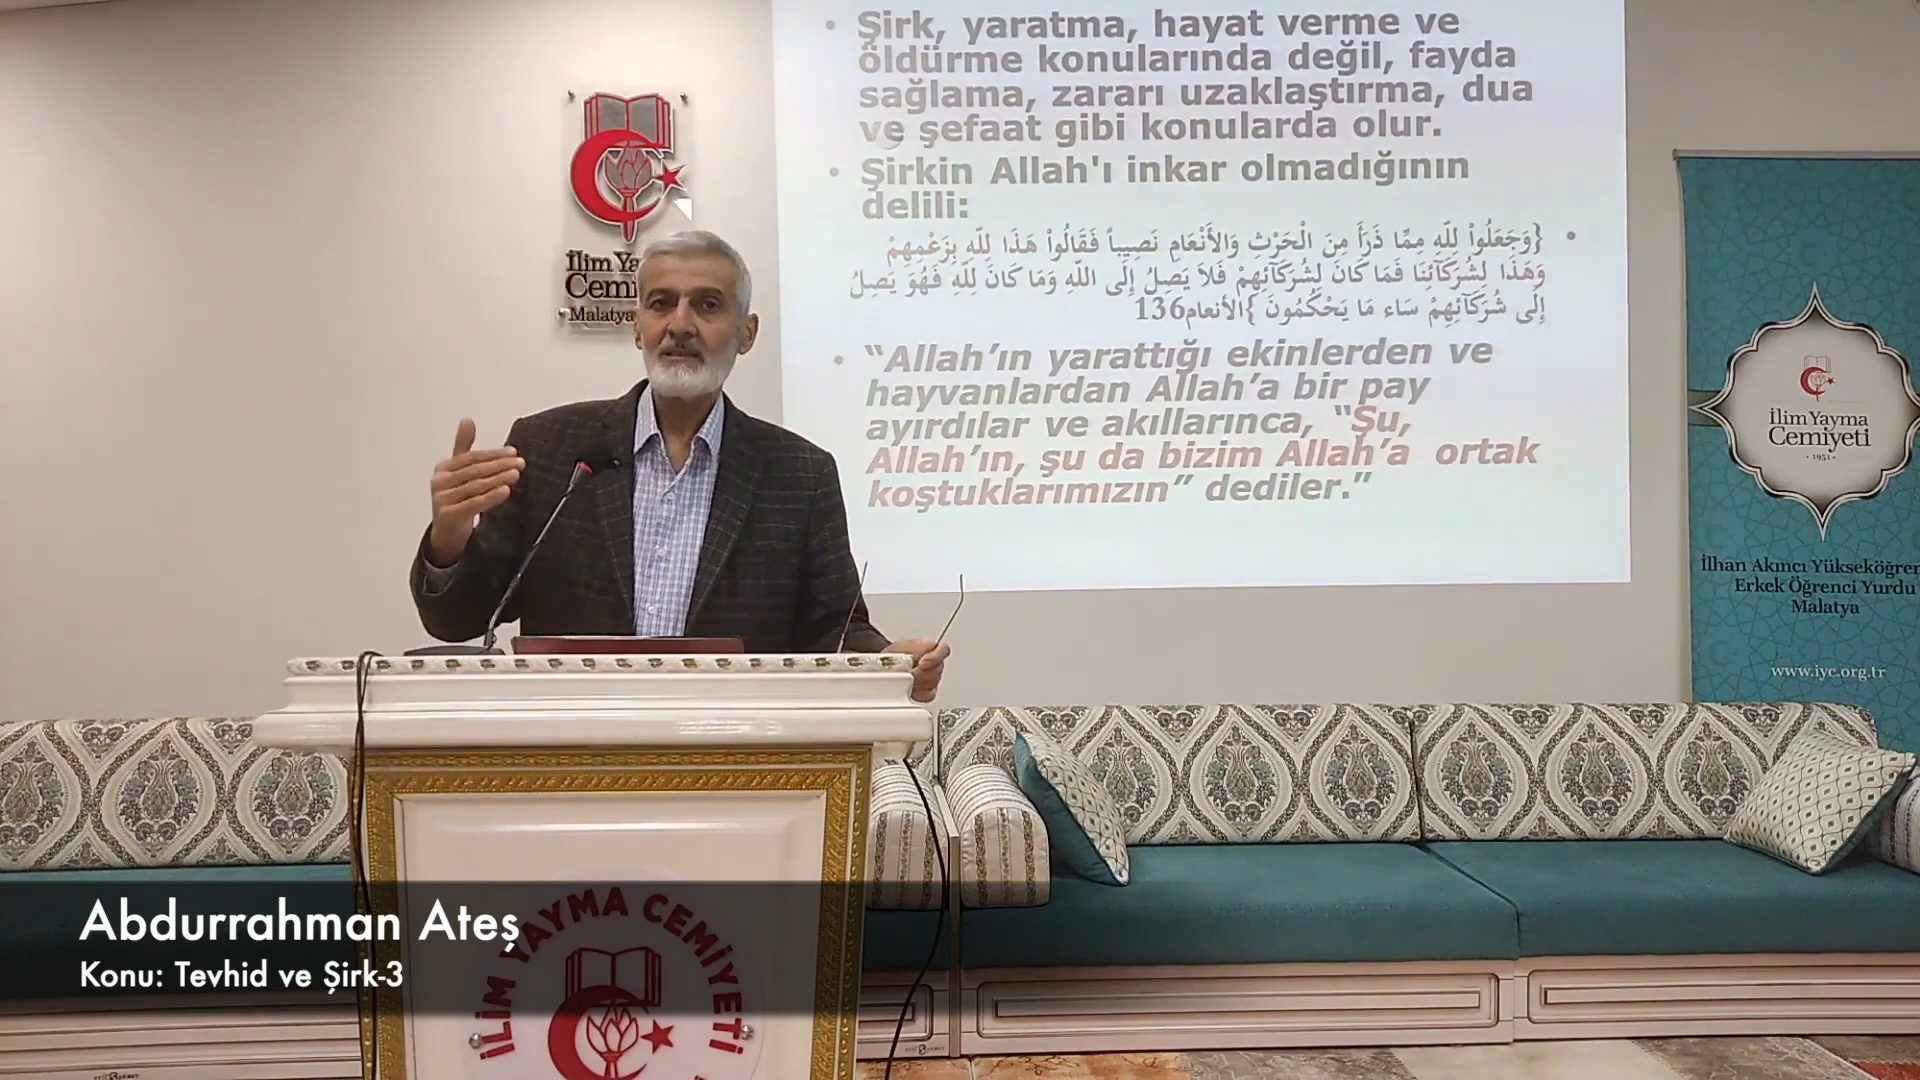 Şirk, yaratma, hayat verme ve
öldürme konularında değil, fayda
sağlama, zararı uzaklaştırma, dua
ve şefaat gibi konularda olur.
Şirkin Allah'ı inkar olmadığının
delili:
{وَجَعَلُواْ لِلّهِ مِمَّا ذَرَأَ مِنَ الْحَرْثِ وَالأَنْعَامِ نَصِيباً فَقَالُواْ هَذَا لِلّهِ بِزَعْمِهِمْ
وَهَذَا لِشُرَكَآئِنَا فَمَا كَانَ لِشُرَكَآئِهِمْ فَلاَ يَصِلُ إِلَى اللّهِ وَمَا كَانَ لِلّهِ فَهُوَ يَصِلُ
إِلَى شُرَكَآئِهِمْ سَاء مَا يَحْكُمُونَ }الأنعام136
“Allah’ın yarattığı ekinlerden ve
hayvanlardan Allah’a bir pay
ayırdılar ve akıllarınca, “Şu,
Allah’ın, şu da bizim Allah’a ortak
koştuklarımızın” dediler.”
İlim Ya
Cemi
Malatya
İlim Yayma
Cemiyeti
1951
İlhan Akıncı Yükseköğren
Erkek Öğrenci Yurdu
Malatya
www.iyc.org.tr
Abdurrahman Ateş
Konu: Tevhid ve Şirk-3
İLİM YAYMA CEMİYETİ